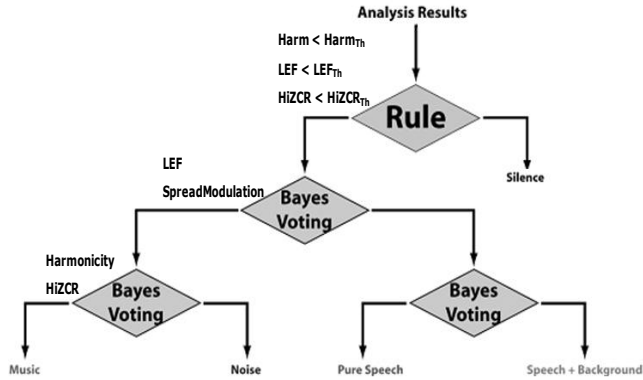 Analysis Results
Harm < HarmTh
LEF < LEFTh
HiZCR < HiZCRTh
Rule
Silence
LEF
SpreadModulation
Bayes
Voting
Harmonicity
HiZCR
Bayes
Voting
Bayes
Voting
Music
Noise
Pure Speech
Speech + Background